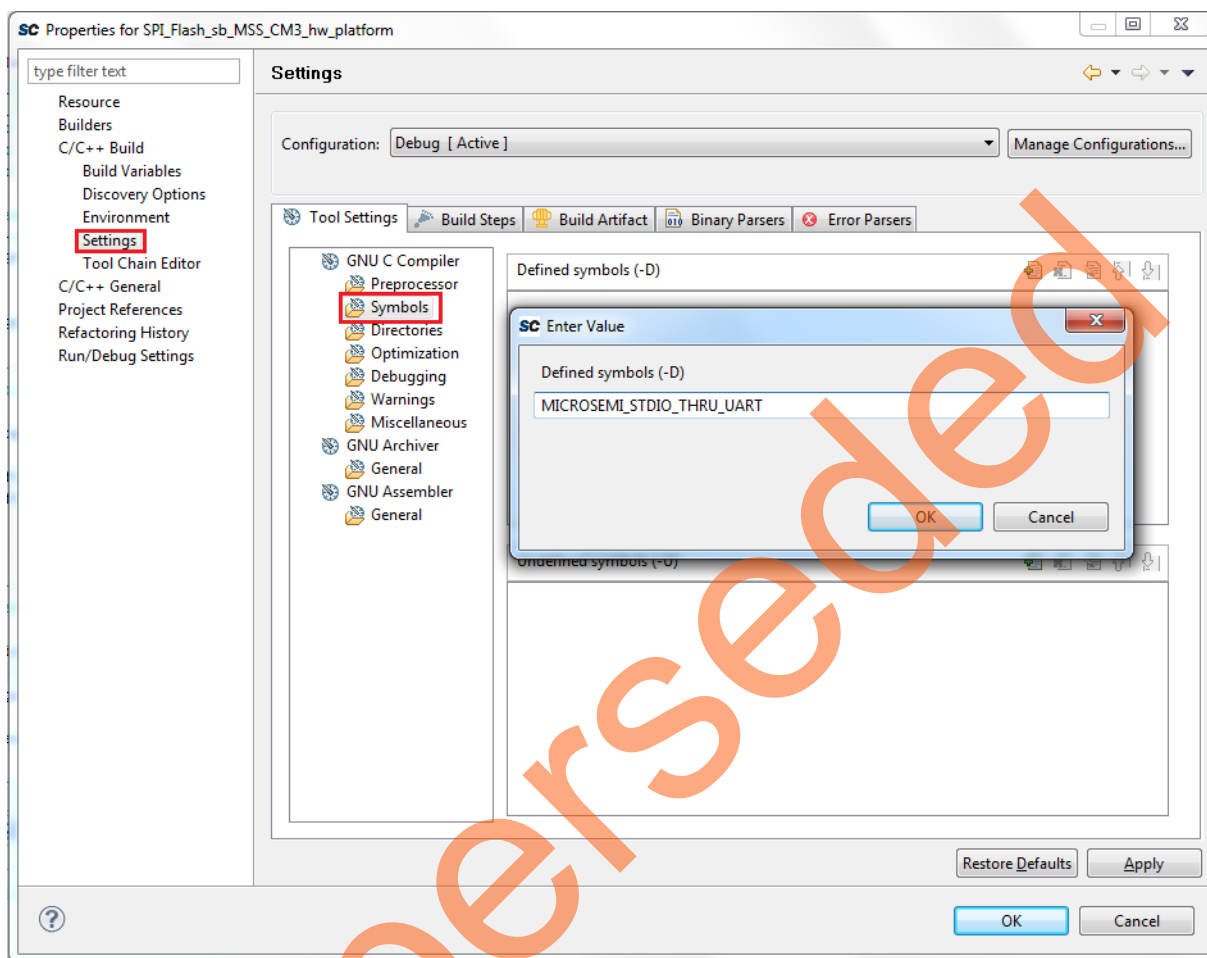 SC Properties for SPI_Flash_sb_MSS_CM3_hw_platform
type filter text
Resource
Builders
C/C++ Build
Build Variables
Discovery Options
Environment
Settings
Tool Chain Editor
C/C++ General
Project References
Refactoring History
Run/Debug Settings
Settings
Configuration: Debug [ Active ] Manage Configurations...
Tool Settings Build Steps Build Artifact Binary Parsers Error Parsers
GNU C Compiler
Preprocessor
Symbols
Directories
Optimization
Debugging
Warnings
Miscellaneous
GNU Archiver
General
GNU Assembler
General
Defined symbols (-D)
SC Enter Value
Defined symbols (-D)
MICROSEMI_STDIO_THRU_UART
OK Cancel
Undefined symbols (-U)
Restore Defaults Apply
? OK Cancel
perseded